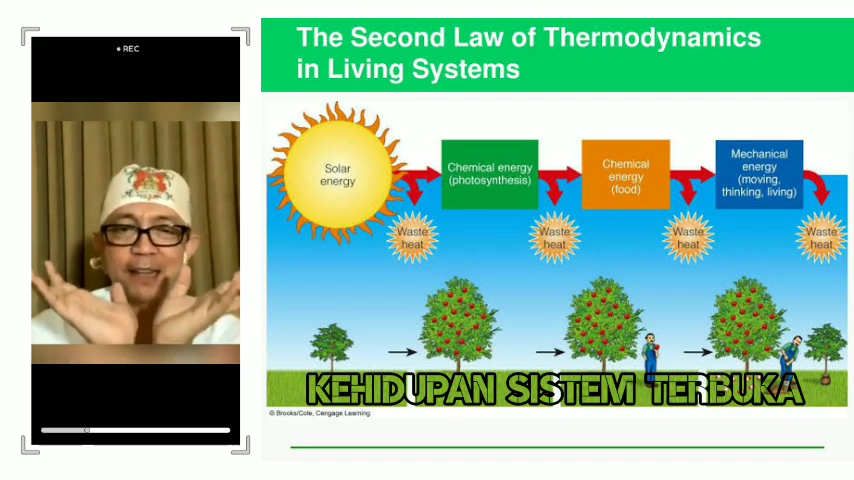 REC
The Second Law of Thermodynamics
in Living Systems
Solar
energy
Chemical energy
(photosynthesis)
Chemical
energy
(food)
Mechanical
energy
(moving,
thinking, living)
Waste
heat
Waste
heat
Waste
heat
Waste
heat
KEHIDUPAN SISTEM TERBUKA
© Brooks/Cole, Cengage Learning